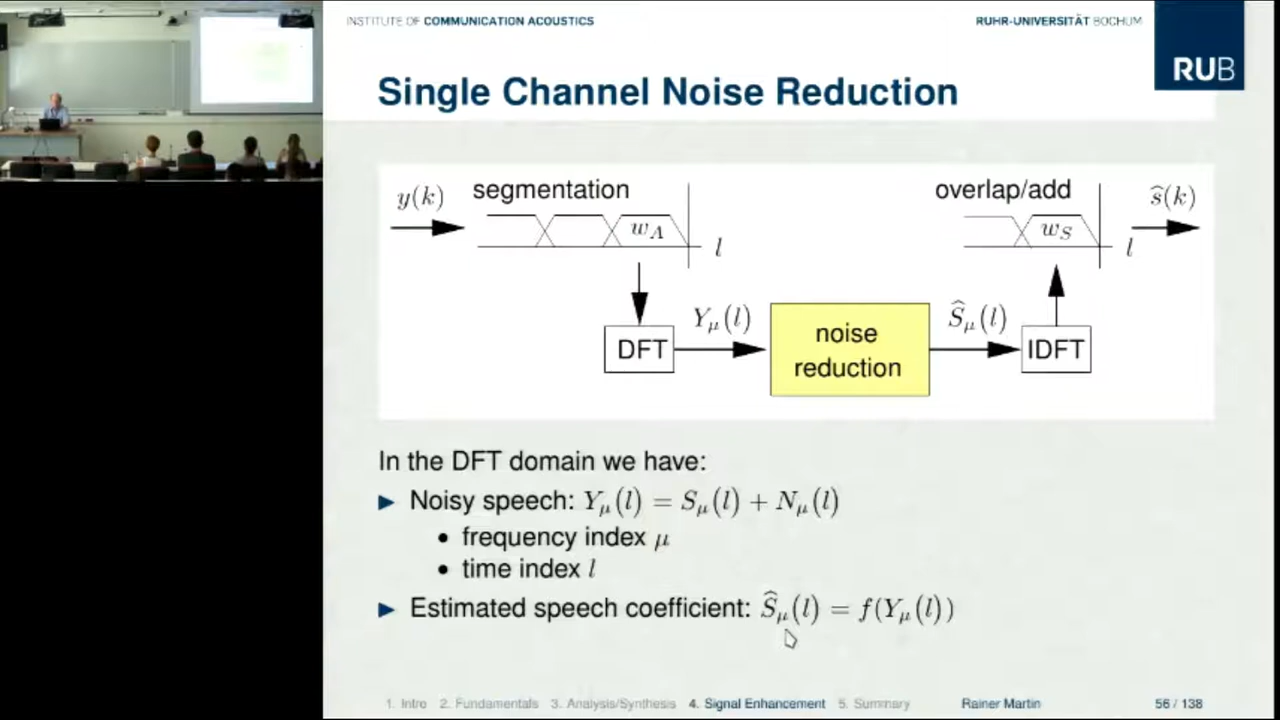 INSTITUTE OF COMMUNICATION ACOUSTICS
RUHR-UNIVERSITÄT BOCHUM
RUB
Single Channel Noise Reduction
y(k)
segmentation
w_A
l
overlap/add
w_S
l
ŝ(k)
DFT
Y_μ(l)
noise
reduction
Ŝ_μ(l)
IDFT
In the DFT domain we have:
► Noisy speech: Y_μ(l) = S_μ(l) + N_μ(l)
• frequency index μ
• time index l
► Estimated speech coefficient: Ŝ_μ(l) = f(Y_μ(l))
1. Intro 2. Fundamentals 3. Analysis/Synthesis 4. Signal Enhancement 5. Summary Rainer Martin 56 / 138